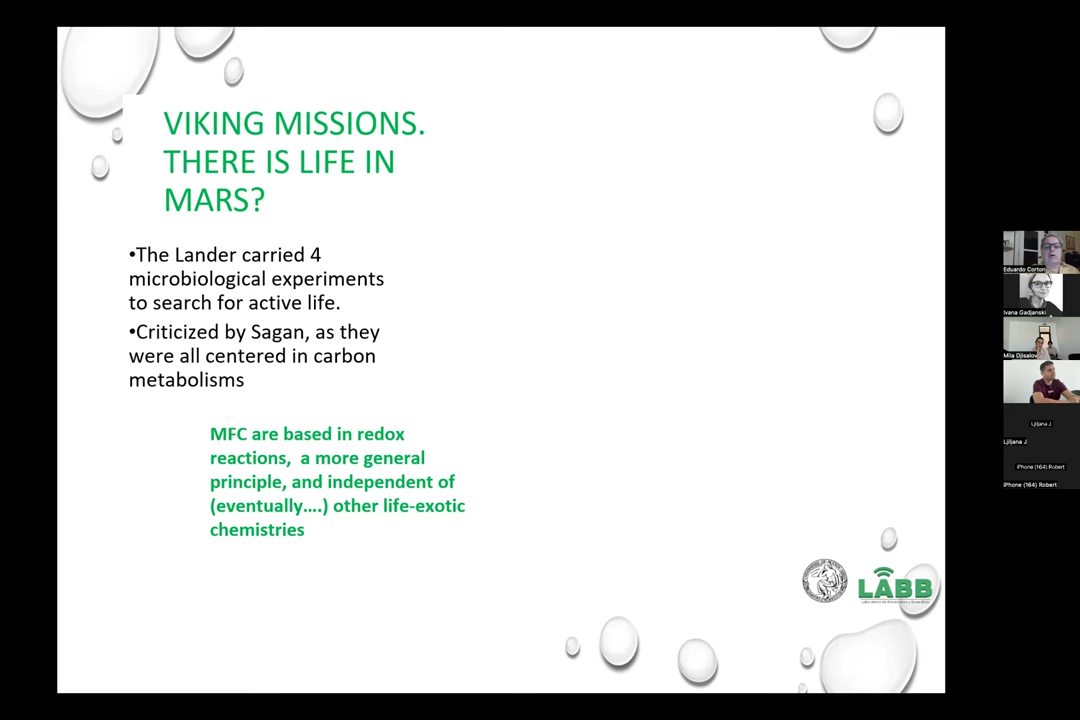 VIKING MISSIONS.
THERE IS LIFE IN
MARS?
•The Lander carried 4
microbiological experiments
to search for active life.
•Criticized by Sagan, as they
were all centered in carbon
metabolisms
MFC are based in redox
reactions, a more general
principle, and independent of
(eventually….) other life-exotic
chemistries
LABB
Eduardo Corton
Ivana Gadjanski
Mila Djisalov
Ljiljana J
Ljiljana J
iPhone (164) Robert
iPhone (164) Robert